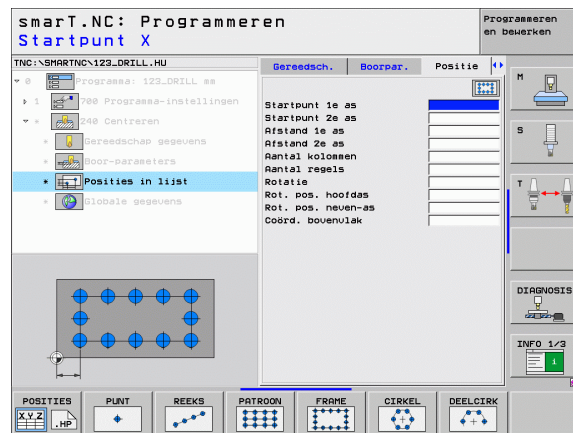 smarT.NC: Programmeren
Startpunt X
Programmeren
en bewerken
TNC:\SMARTNC\123_DRILL.HU
0 Programma: 123_DRILL mm
1 700 Programma-instellingen
* 240 Centreren
* Gereedschap gegevens
* Boor-parameters
* Posities in lijst
* Globale gegevens
Gereedsch. Boorpar. Positie
Startpunt 1e as
Startpunt 2e as
Afstand 1e as
Afstand 2e as
Aantal kolommen
Aantal regels
Rotatie
Rot. pos. hoofdas
Rot. pos. neven-as
Coörd. bovenvlak
M
S
T
DIAGNOSIS
INFO 1/3
POSITIES PUNT REEKS PATROON FRAME CIRKEL DEELCIRK
X,Y,Z .HP